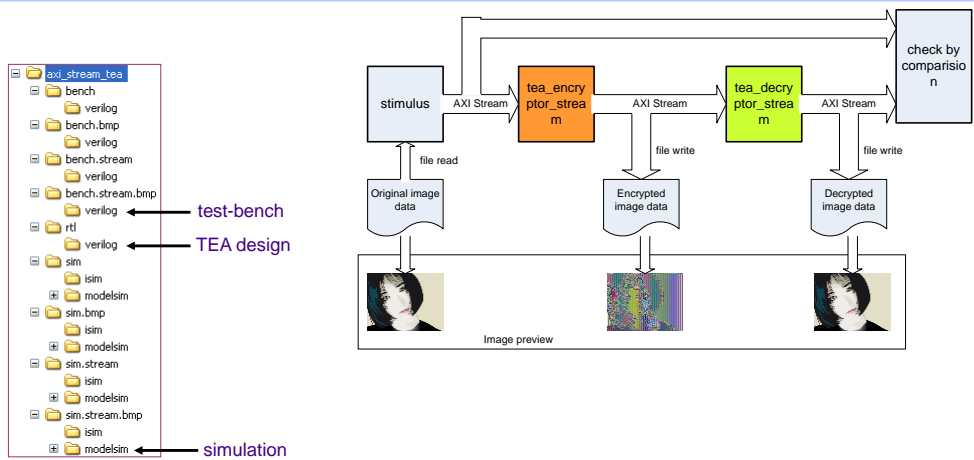 axi_stream_tea
bench
verilog
bench.bmp
verilog
bench.stream
verilog
bench.stream.bmp
verilog
test-bench
rtl
verilog
TEA design
sim
isim
modelsim
sim.bmp
isim
modelsim
sim.stream
isim
modelsim
sim.stream.bmp
isim
modelsim
simulation
stimulus
AXI Stream
tea_encry
ptor_strea
m
AXI Stream
tea_decry
ptor_strea
m
AXI Stream
check by
comparisio
n
file read
file write
file write
Original image
data
Encrypted
image data
Decrypted
image data
Image preview